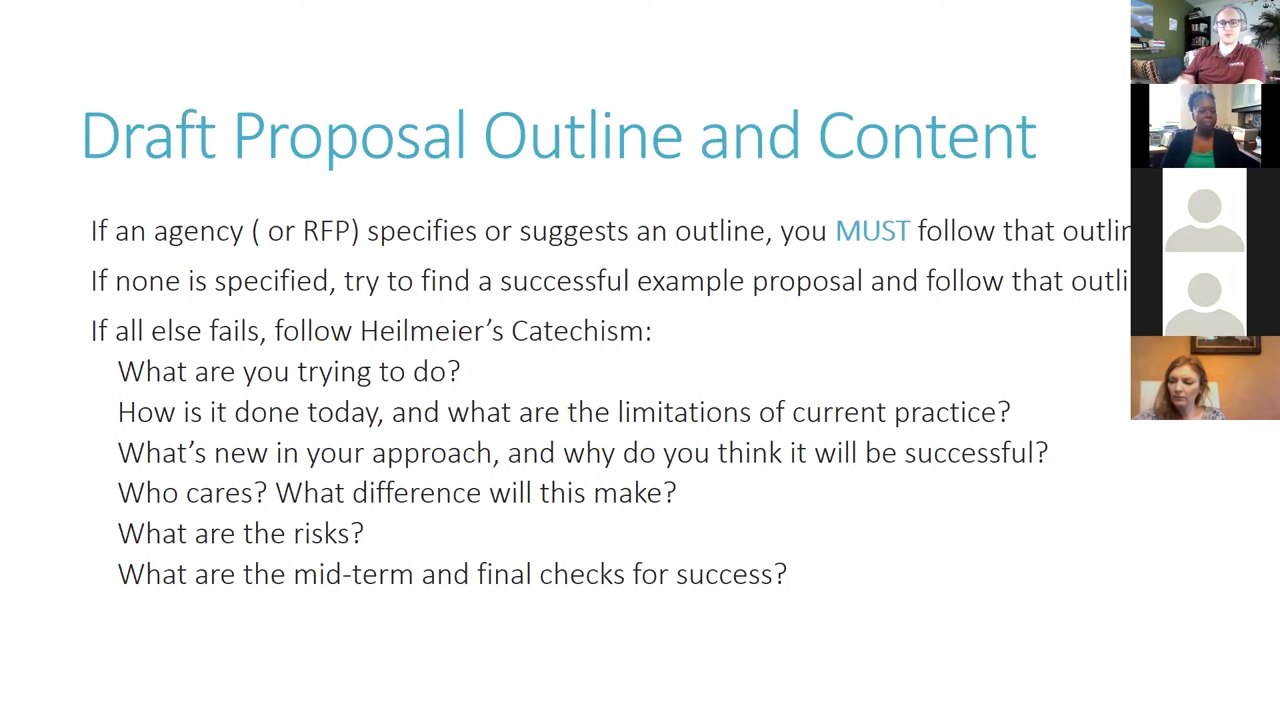 Draft Proposal Outline and Content
If an agency ( or RFP) specifies or suggests an outline, you MUST follow that
If none is specified, try to find a successful example proposal and follow that
If all else fails, follow Heilmeier’s Catechism:
What are you trying to do?
How is it done today, and what are the limitations of current practice?
What’s new in your approach, and why do you think it will be successful?
Who cares? What difference will this make?
What are the risks?
What are the mid-term and final checks for success?